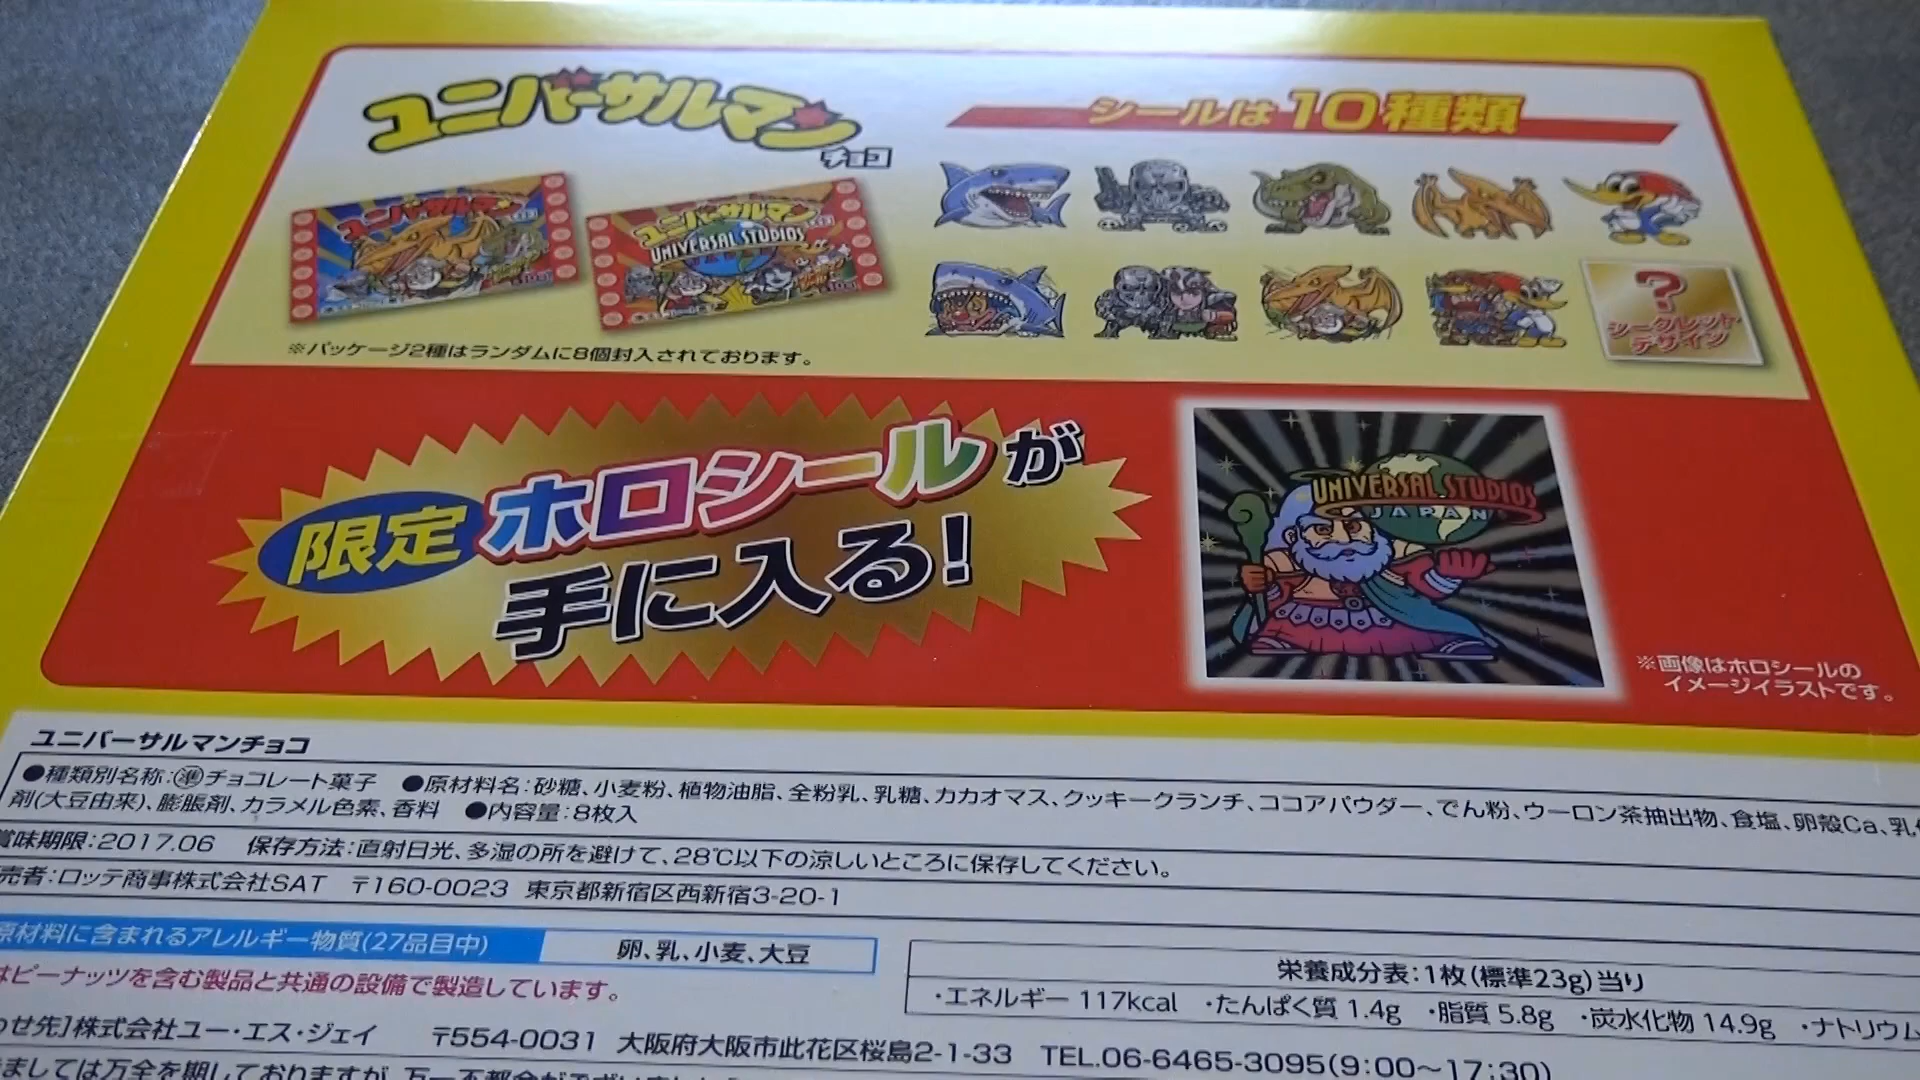 ユニバーサルマン
チョコ
シールは10種類
ユニバーサルマン
ユニバーサルマン
UNIVERSAL STUDIOS
?
シークレット
デザイン
※パッケージ2種はランダムに8個封入されております。
限定 ホロシールが
手に入る!
UNIVERSAL STUDIOS
JAPAN
※画像はホロシールの
イメージイラストです。
ユニバーサルマンチョコ
●種類別名称:準チョコレート菓子 ●原材料名:砂糖、小麦粉、植物油脂、全粉乳、乳糖、カカオマス、クッキークランチ、ココアパウダー、でん粉、ウーロン茶抽出物、食塩、卵殻Ca、乳
剤(大豆由来)、膨脹剤、カラメル色素、香料 ●内容量:8枚入
賞味期限:2017.06 保存方法:直射日光、多湿の所を避けて、28℃以下の涼しいところに保存してください。
売者:ロッテ商事株式会社SAT 〒160-0023 東京都新宿区西新宿3-20-1
原材料に含まれるアレルギー物質(27品目中) 卵、乳、小麦、大豆
はピーナッツを含む製品と共通の設備で製造しています。
栄養成分表:1枚(標準23g)当り
・エネルギー 117kcal ・たんぱく質 1.4g ・脂質 5.8g ・炭水化物 14.9g ・ナトリウム
わせ先]株式会社ユー・エス・ジェイ 〒554-0031 大阪府大阪市此花区桜島2-1-33 TEL.06-6465-3095(9:00〜17:30)
ましては万全を期しておりますが、万一不都合が